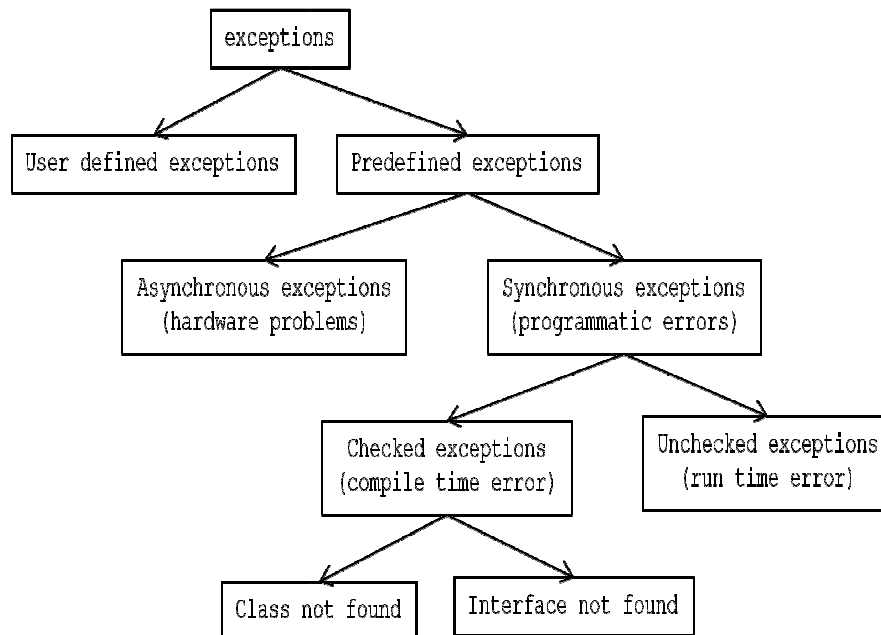 exceptions
User defined exceptions
Predefined exceptions
Asynchronous exceptions
(hardware problems)
Synchronous exceptions
(programmatic errors)
Checked exceptions
(compile time error)
Unchecked exceptions
(run time error)
Class not found
Interface not found